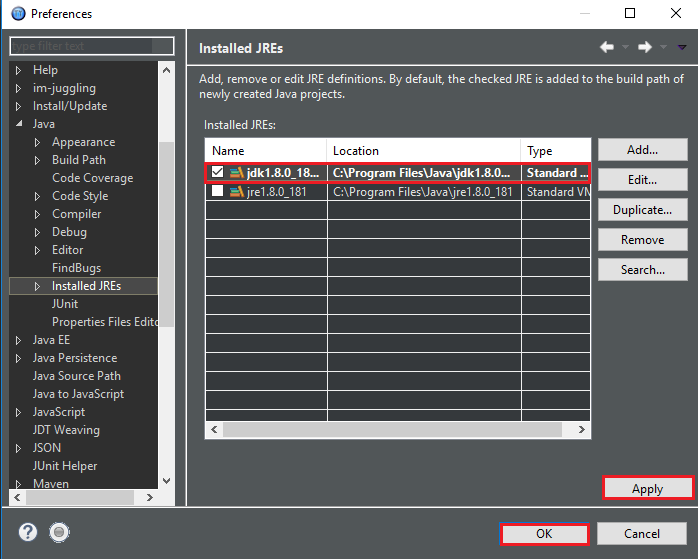 Preferences
type filter text
Installed JREs
Help
im-juggling
Install/Update
Java
Appearance
Build Path
Code Coverage
Code Style
Compiler
Debug
Editor
FindBugs
Installed JREs
JUnit
Properties Files Edito
Java EE
Java Persistence
Java Source Path
Java to JavaScript
JavaScript
JDT Weaving
JSON
JUnit Helper
Maven
Add, remove or edit JRE definitions. By default, the checked JRE is added to the build path of
newly created Java projects.
Installed JREs:
Name Location Type
jdk1.8.0_18... C:\Program Files\Java\jdk1.8.0... Standard ...
jre1.8.0_181 C:\Program Files\Java\jre1.8.0_181 Standard VM
Add...
Edit...
Duplicate...
Remove
Search...
Apply
?
OK Cancel